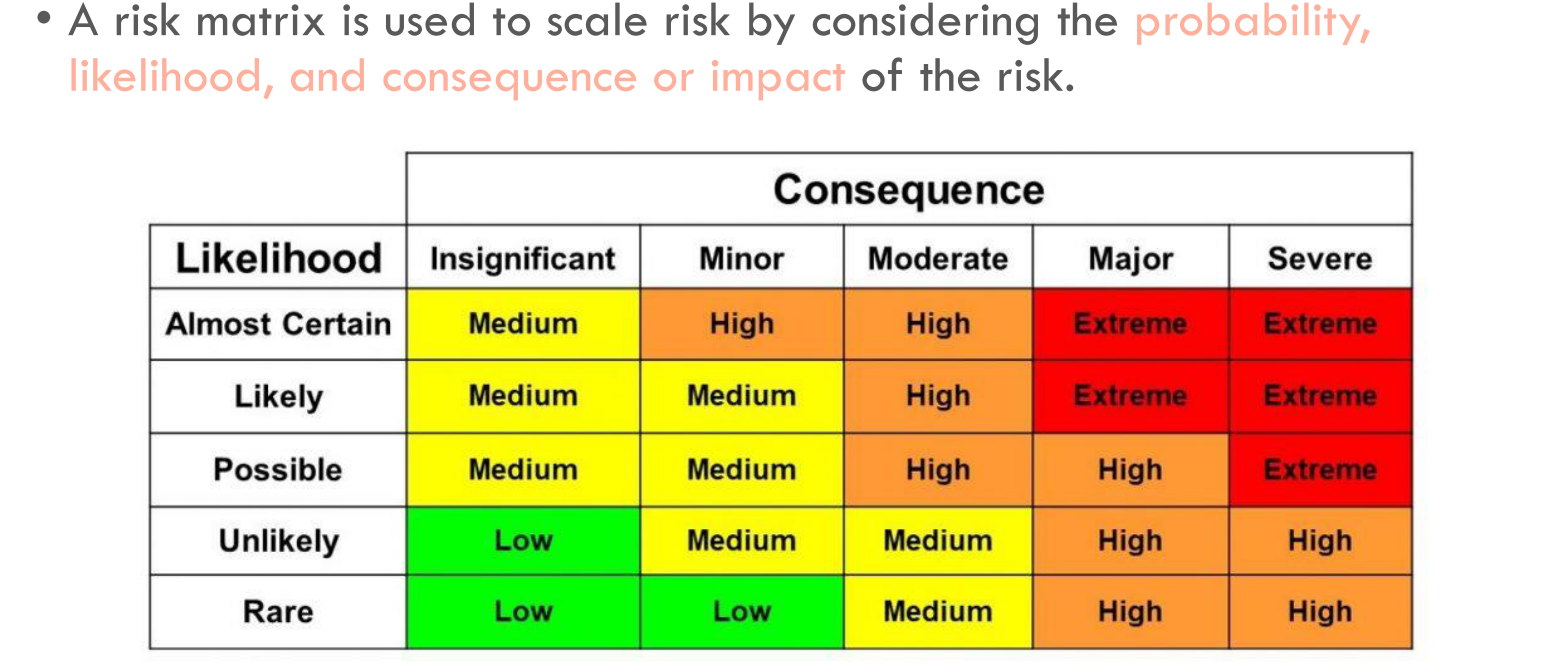 • A risk matrix is used to scale risk by considering the probability,
likelihood, and consequence or impact of the risk.
Consequence
Likelihood Insignificant Minor Moderate Major Severe
Almost Certain Medium High High Extreme Extreme
Likely Medium Medium High Extreme Extreme
Possible Medium Medium High High Extreme
Unlikely Low Medium Medium High High
Rare Low Low Medium High High